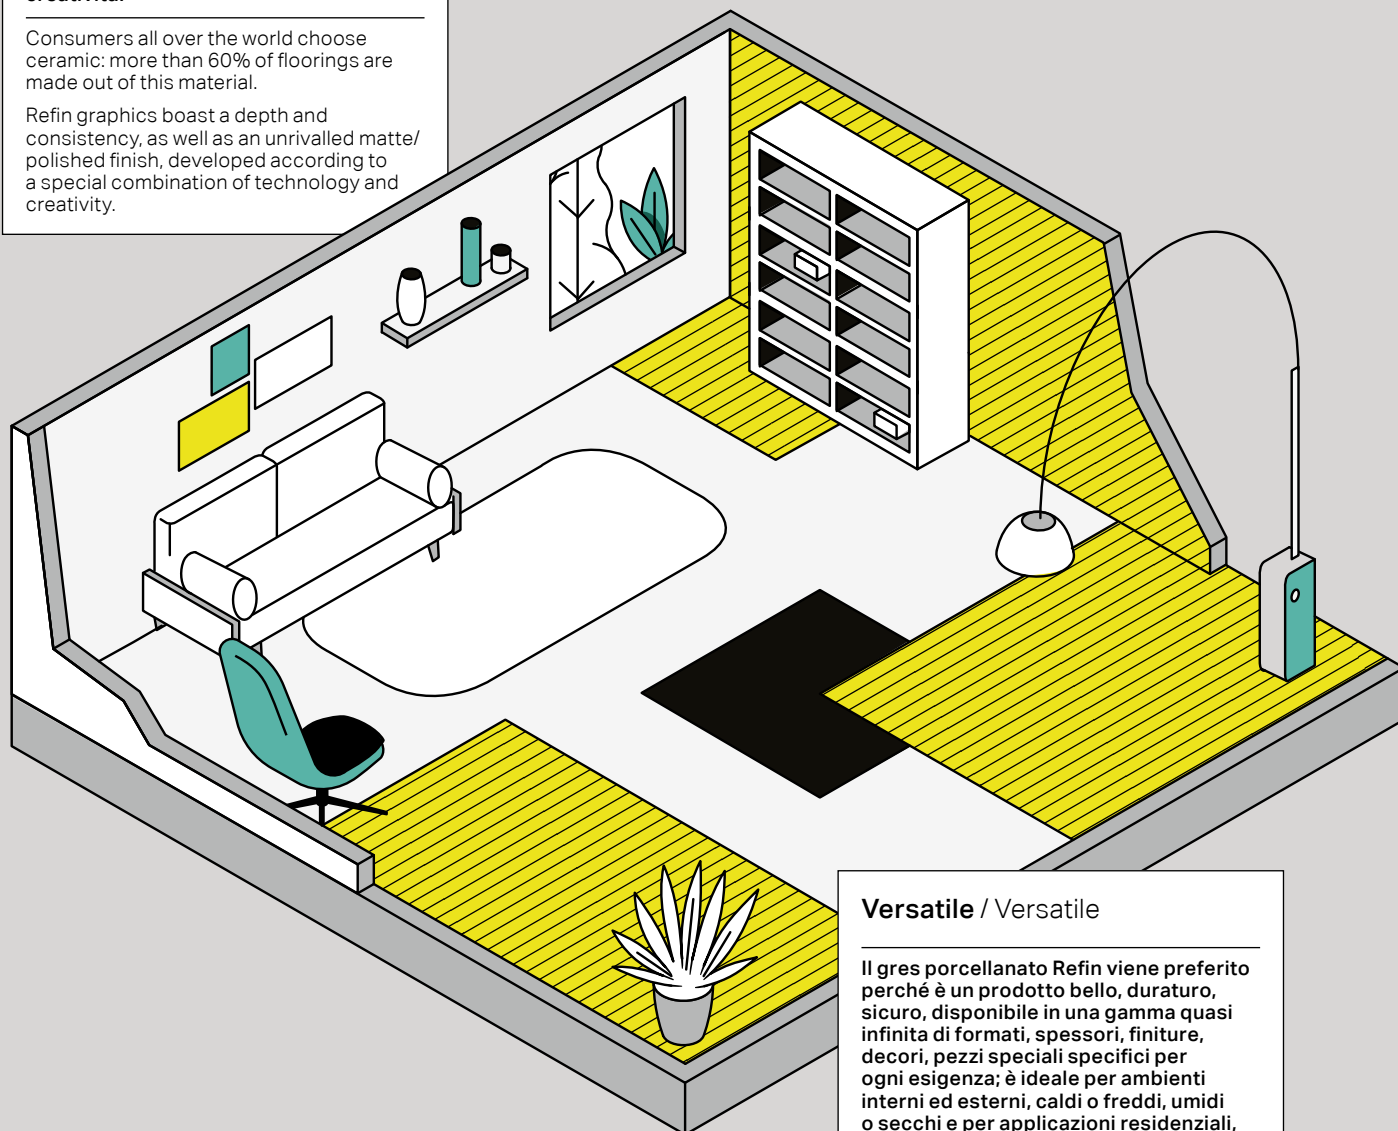 Consumers all over the world choose
ceramic: more than 60% of floorings are
made out of this material.
Refin graphics boast a depth and
consistency, as well as an unrivalled matte/
polished finish, developed according to
a special combination of technology and
creativity.
Versatile / Versatile
Il gres porcellanato Refin viene preferito
perché è un prodotto bello, duraturo,
sicuro, disponibile in una gamma quasi
infinita di formati, spessori, finiture,
decori, pezzi speciali specifici per
ogni esigenza; è ideale per ambienti
interni ed esterni, caldi o freddi, umidi
o secchi e per applicazioni residenziali,